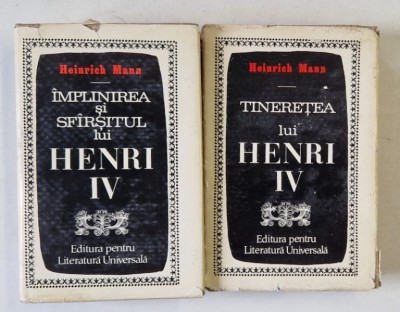 Heinrich Mann
ÎMPLINIREA
și
SFÎRȘITUL
lui
HENRI
IV
Editura pentru
Literatură Universală
Heinrich Mann
TINEREȚEA
lui
HENRI
IV
Editura pentru
Literatură Universală